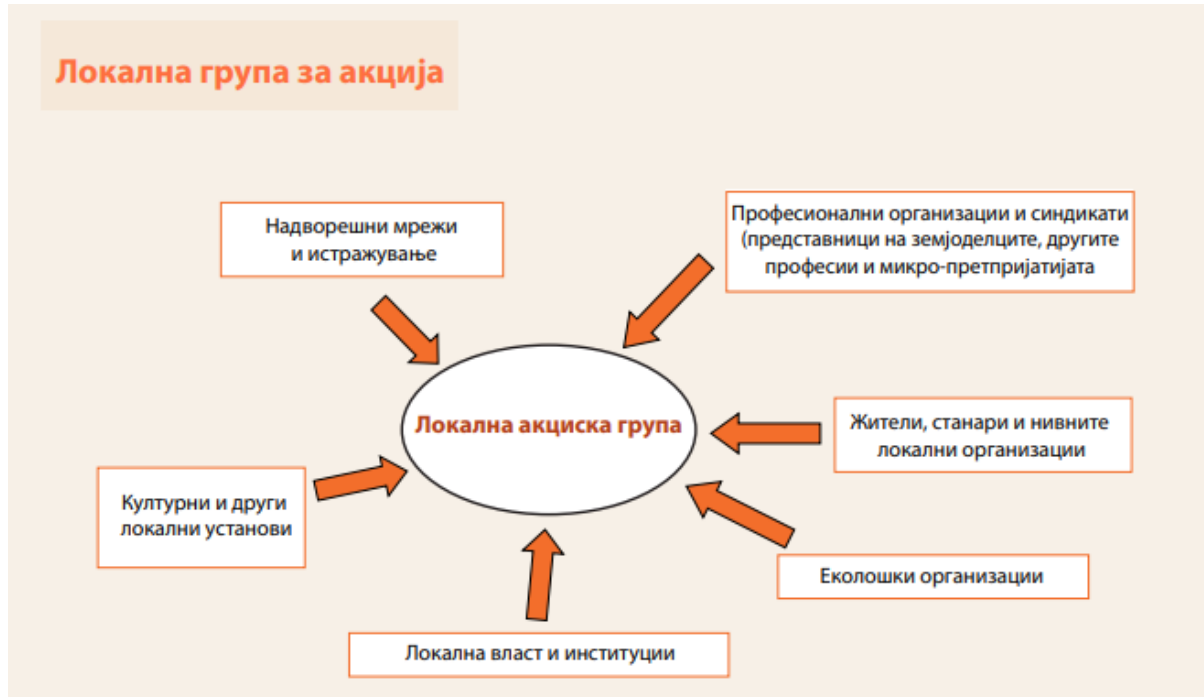 Локална група за акција
Надворешни мрежи
и истражување
Професионални организации и синдикати
(представници на земјоделците, другите
професии и микро-претпријатијата
Локална акциска група
Жители, станари и нивните
локални организации
Културни и други
локални установи
Еколошки организации
Локална власт и институции